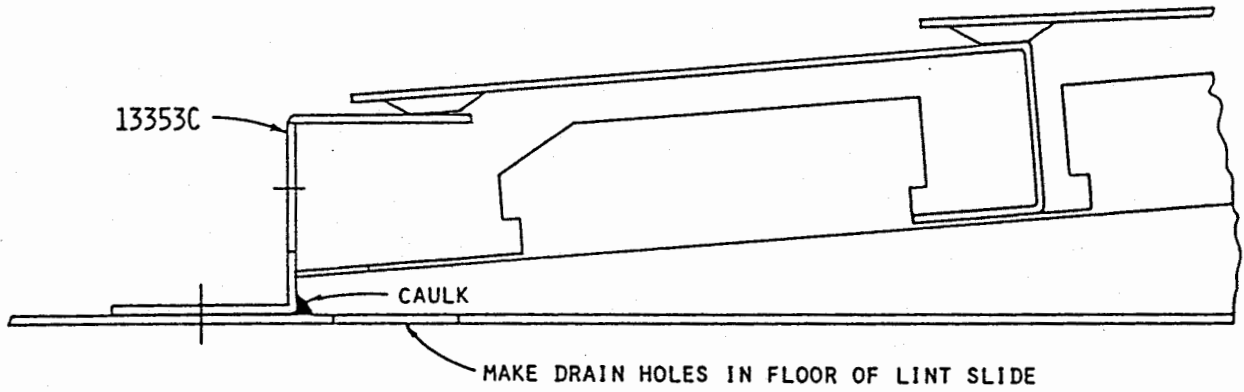 13353C
CAULK
MAKE DRAIN HOLES IN FLOOR OF LINT SLIDE